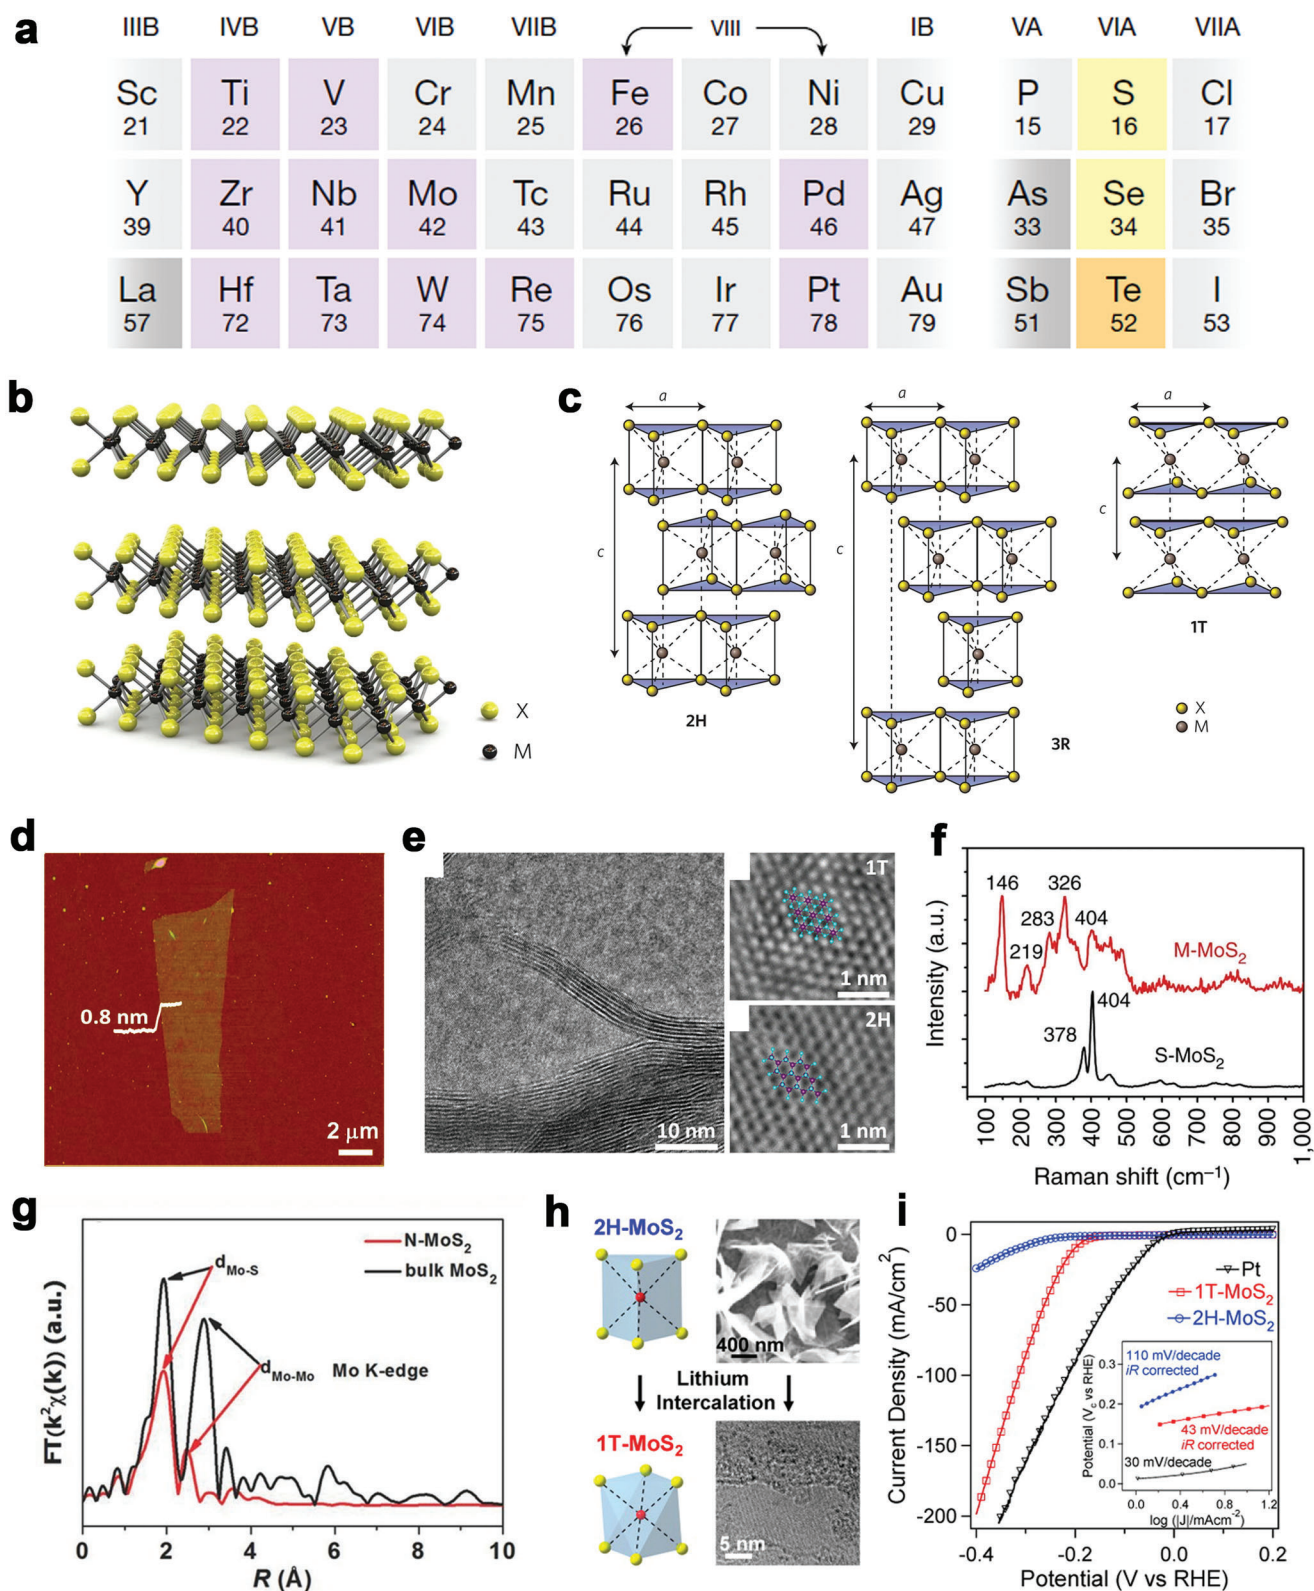 a
IIIB IVB VB VIB VIIB VIII IB VA VIA VIIA
Sc Ti V Cr Mn Fe Co Ni Cu P S Cl
21 22 23 24 25 26 27 28 29 15 16 17
Y Zr Nb Mo Tc Ru Rh Pd Ag As Se Br
39 40 41 42 43 44 45 46 47 33 34 35
La Hf Ta W Re Os Ir Pt Au Sb Te I
57 72 73 74 75 76 77 78 79 51 52 53
b
X
M
c
a
c
2H
a
c
3R
a
c
1T
X
M
d
0.8 nm
2 μm
e
10 nm
1T
1 nm
2H
1 nm
f
Intensity (a.u.)
146
326
283
404
219
M-MoS₂
404
378
S-MoS₂
100 200 300 400 500 600 700 800 900 1,000
Raman shift (cm⁻¹)
g
FT(k²χ(k)) (a.u.)
N-MoS₂
bulk MoS₂
d_Mo-S
d_Mo-Mo
Mo K-edge
0 2 4 6 8 10
R (Å)
h
2H-MoS₂
400 nm
Lithium
Intercalation
1T-MoS₂
5 nm
i
Current Density (mA/cm²)
0
-50
-100
-150
-200
Pt
1T-MoS₂
2H-MoS₂
Potential (V_c vs RHE)
0.3
0.2
0.1
0.0
110 mV/decade
iR corrected
43 mV/decade
iR corrected
30 mV/decade
0.0 0.4 0.8 1.2
log (|J|/mAcm⁻²)
-0.4 -0.2 0.0 0.2
Potential (V vs RHE)